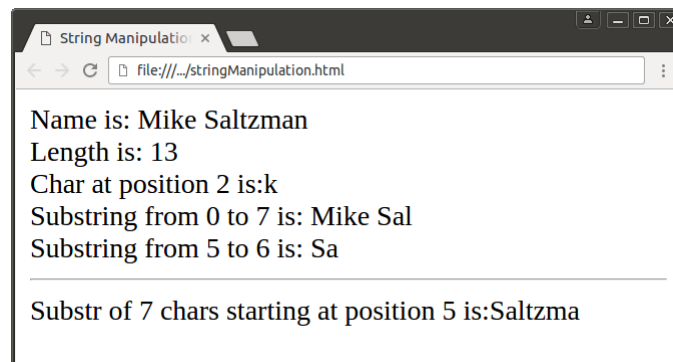 String Manipulation
file:///.../stringManipulation.html
Name is: Mike Saltzman
Length is: 13
Char at position 2 is:k
Substring from 0 to 7 is: Mike Sal
Substring from 5 to 6 is: Sa
Substr of 7 chars starting at position 5 is:Saltzma